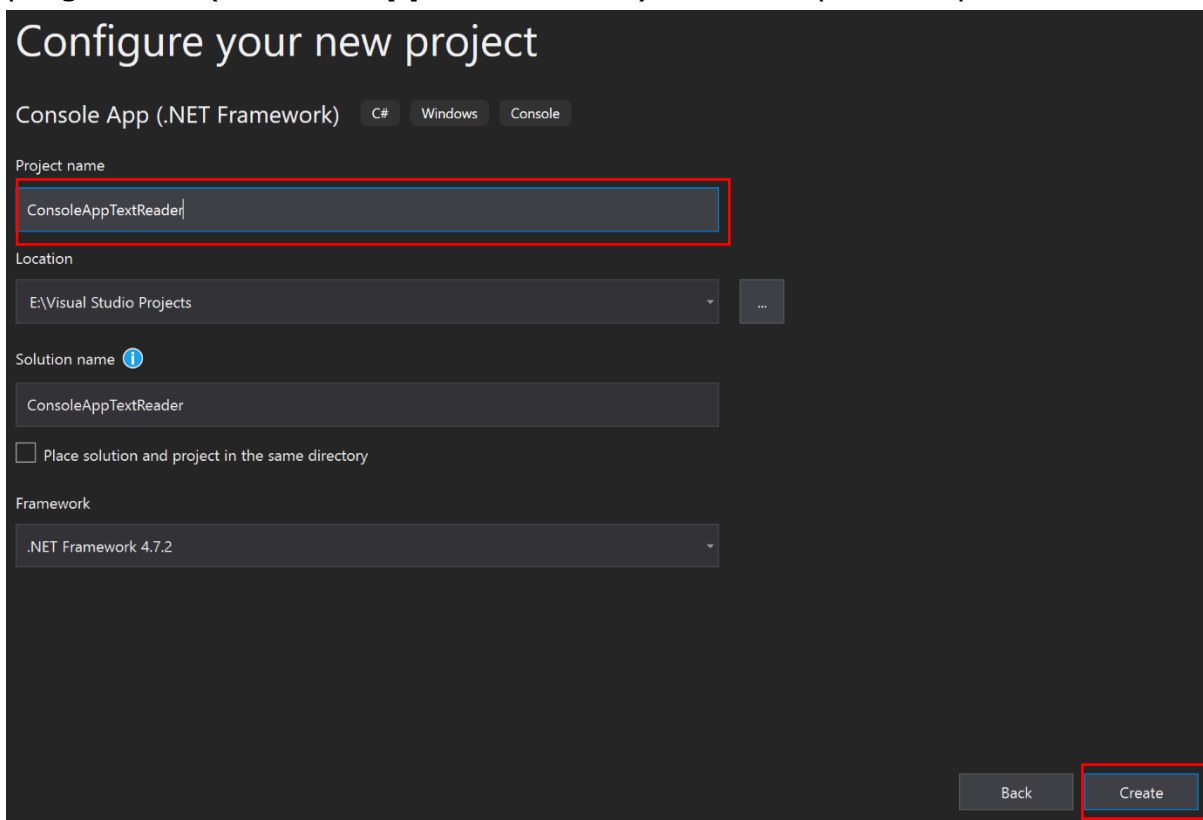 Configure your new project
Console App (.NET Framework) C# Windows Console
Project name
ConsoleAppTextReader
Location
E:\Visual Studio Projects
...
Solution name
ConsoleAppTextReader
Place solution and project in the same directory
Framework
.NET Framework 4.7.2
Back Create